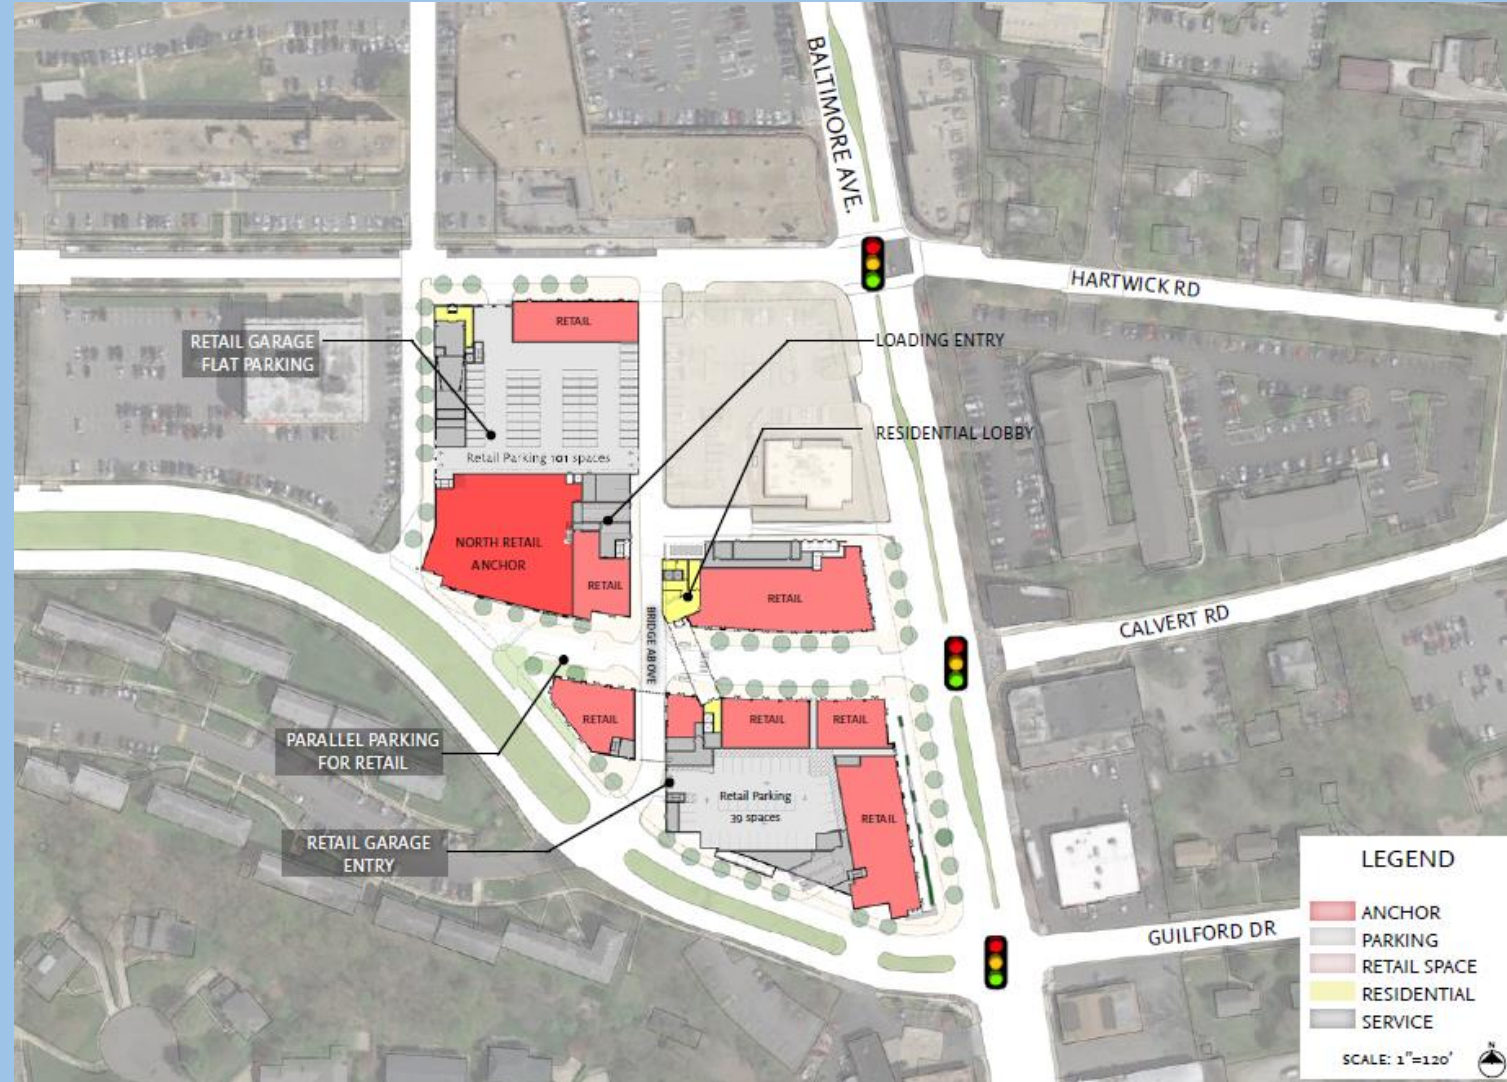 BALTIMORE AVE.
HARTWICK RD
RETAIL
RETAIL GARAGE
FLAT PARKING
LOADING ENTRY
RESIDENTIAL LOBBY
Retail Parking 101 spaces
NORTH RETAIL
ANCHOR
RETAIL
RETAIL
BRIDGE ABOVE
CALVERT RD
RETAIL
RETAIL
RETAIL
PARALLEL PARKING
FOR RETAIL
Retail Parking
39 spaces
RETAIL
RETAIL GARAGE
ENTRY
GUILFORD DR
LEGEND
ANCHOR
PARKING
RETAIL SPACE
RESIDENTIAL
SERVICE
SCALE: 1"=120'
N